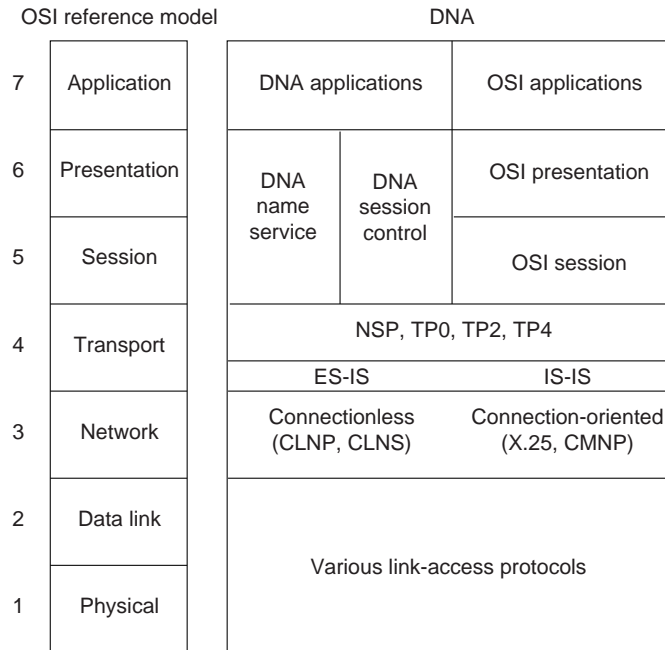 OSI reference model
DNA
7
Application
DNA applications
OSI applications
6
Presentation
DNA
name
service
DNA
session
control
OSI presentation
5
Session
OSI session
4
Transport
NSP, TP0, TP2, TP4
ES-IS
IS-IS
3
Network
Connectionless
(CLNP, CLNS)
Connection-oriented
(X.25, CMNP)
2
Data link
Various link-access protocols
1
Physical